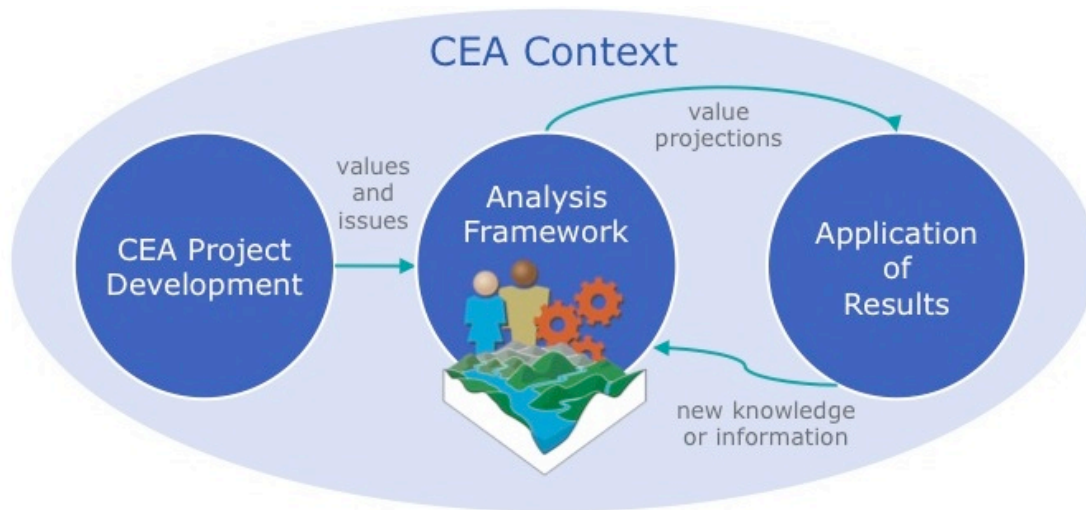 CEA Context
CEA Project
Development
values
and
issues
Analysis
Framework
value
projections
Application
of
Results
new knowledge
or information